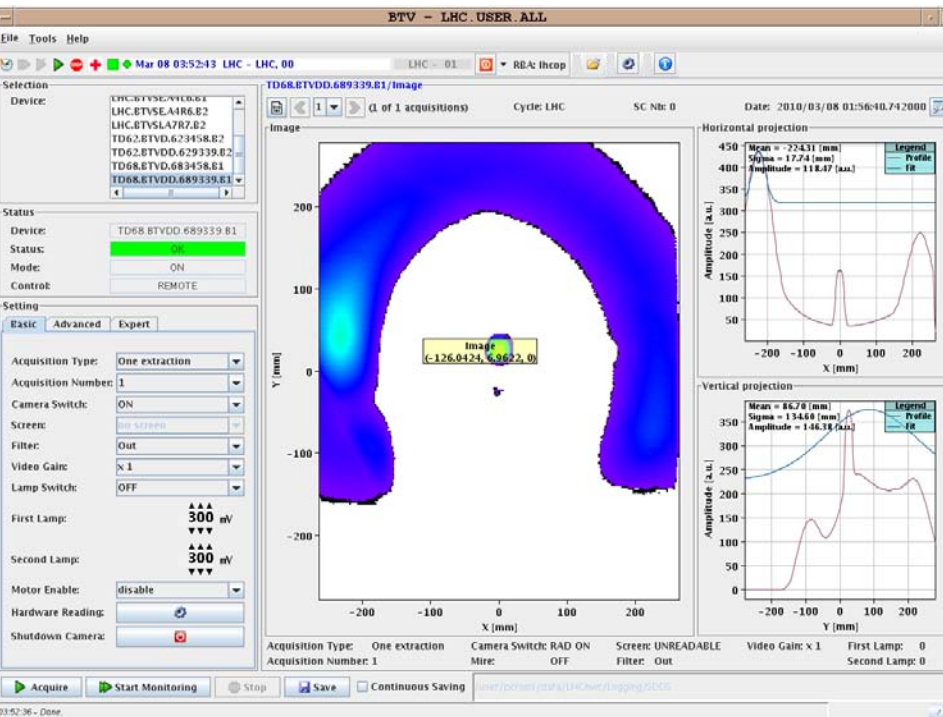 BTV - LHC.USER.ALL
File Tools Help
Mar 08 03:52:43 LHC - LHC, 00
LHC - 01
RBA: lhcop
Selection
Device:
LHC.BTVSE.A4L6.B1
LHC.BTVSE.A4R6.B2
LHC.BTVSI.A7R7.B2
TD62.BTVDD.623458.B2
TD62.BTVDD.629339.B2
TD68.BTVDD.683458.B1
TD68.BTVDD.689339.B1
Status
Device: TD68.BTVDD.689339.B1
Status: OK
Mode: ON
Control: REMOTE
Setting
Basic Advanced Expert
Acquisition Type: One extraction
Acquisition Number: 1
Camera Switch: ON
Screen: no screen
Filter: Out
Video Gain: x 1
Lamp Switch: OFF
First Lamp: 300 mV
Second Lamp: 300 mV
Motor Enable: disable
Hardware Reading:
Shutdown Camera:
TD68.BTVDD.689339.B1/Image
1 (1 of 1 acquisitions) Cycle: LHC SC Nb: 0 Date: 2010/03/08 01:56:40.742000
Image
200
100
0
-100
-200
Y [mm]
Image
(-126.0424, 6.9622, 0)
-200 -100 0 100 200
X [mm]
Horizontal projection
Mean = -224.31 [mm]
Sigma = 17.74 [mm]
Amplitude = 118.47 [a.u.]
Legend
Profile
Fit
450
400
350
300
250
200
150
100
50
Amplitude [a.u.]
-200 -100 0 100 200
X [mm]
Vertical projection
Mean = 86.70 [mm]
Sigma = 134.60 [mm]
Amplitude = 146.38 [a.u.]
Legend
Profile
Fit
350
300
250
200
150
100
50
0
Amplitude [a.u.]
-200 -100 0 100 200
Y [mm]
Acquisition Type: One extraction Camera Switch: RAD ON Screen: UNREADABLE Video Gain: x 1 First Lamp: 0
Acquisition Number: 1 Mire: OFF Filter: Out Second Lamp: 0
Acquire Start Monitoring Stop Save Continuous Saving
03:52:36 - Done.